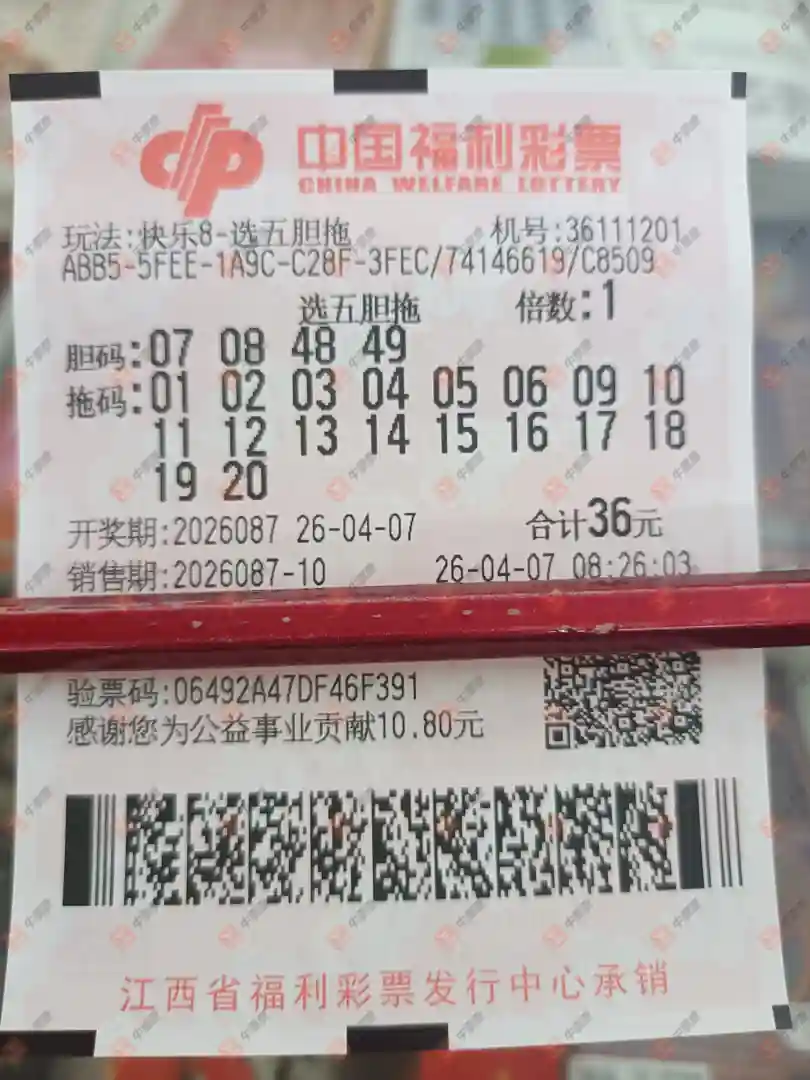 中国福利彩票
CHINA WELFARE LOTTERY
玩法:快乐8-选五胆拖 机号:36111201
ABB5-5FEE-1A9C-C28F-3FEC/74146619/C8509
选五胆拖 倍数:1
胆码:07 08 48 49
拖码:01 02 03 04 05 06 09 10
11 12 13 14 15 16 17 18
19 20
开奖期:2026087 26-04-07 合计36元
销售期:2026087-10 26-04-07 08:26:03
验票码:06492A47DF46F391
感谢您为公益事业贡献10.80元
江西省福利彩票发行中心承销